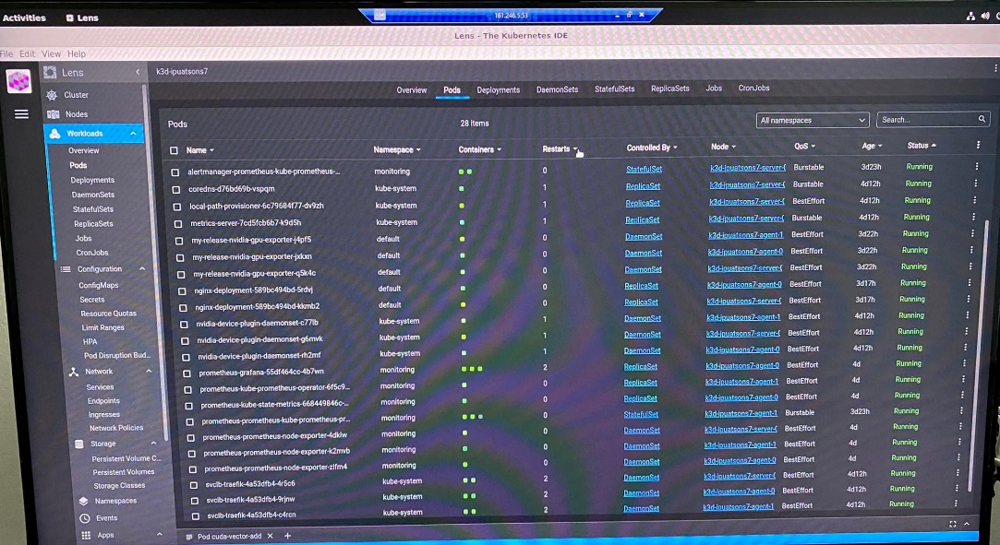 Activities Lens
161.246.5.53
Lens - The Kubernetes IDE
File Edit View Help
Lens
k3d-ipuatsons7
Cluster
Nodes
Workloads
Overview
Pods
Deployments
DaemonSets
StatefulSets
ReplicaSets
Jobs
CronJobs
Configuration
ConfigMaps
Secrets
Resource Quotas
Limit Ranges
HPA
Pod Disruption Bud...
Network
Services
Endpoints
Ingresses
Network Policies
Storage
Persistent Volume C...
Persistent Volumes
Storage Classes
Namespaces
Events
Apps
Overview Pods Deployments DaemonSets StatefulSets ReplicaSets Jobs CronJobs
Pods 28 items All namespaces Search...
Name Namespace Containers Restarts Controlled By Node QoS Age Status
alertmanager-prometheus-kube-prometheus-... monitoring 0 StatefulSet k3d-ipuatsons7-server-( Burstable 3d23h Running
coredns-d76bd69b-vspqm kube-system 1 ReplicaSet k3d-ipuatsons7-server-( Burstable 4d12h Running
local-path-provisioner-6c79684f77-dv9zh kube-system 1 ReplicaSet k3d-ipuatsons7-server-( BestEffort 4d12h Running
metrics-server-7cd5fcb6b7-k9d5h kube-system 1 ReplicaSet k3d-ipuatsons7-server-( Burstable 4d12h Running
my-release-nvidia-gpu-exporter-j4pf5 default 0 DaemonSet k3d-ipuatsons7-agent-1 BestEffort 3d22h Running
my-release-nvidia-gpu-exporter-jxkxn default 0 DaemonSet k3d-ipuatsons7-agent-0 BestEffort 3d22h Running
my-release-nvidia-gpu-exporter-q5k4c default 0 DaemonSet k3d-ipuatsons7-server-( BestEffort 3d22h Running
nginx-deployment-589bc494bd-5rdvj default 0 ReplicaSet k3d-ipuatsons7-agent-0 BestEffort 3d17h Running
nginx-deployment-589bc494bd-kkmb2 default 0 ReplicaSet k3d-ipuatsons7-server-( BestEffort 3d17h Running
nvidia-device-plugin-daemonset-c77lb kube-system 1 DaemonSet k3d-ipuatsons7-agent-1 BestEffort 4d12h Running
nvidia-device-plugin-daemonset-g6mvk kube-system 1 DaemonSet k3d-ipuatsons7-server-( BestEffort 4d12h Running
nvidia-device-plugin-daemonset-rh2mf kube-system 1 DaemonSet k3d-ipuatsons7-agent-0 BestEffort 4d12h Running
prometheus-grafana-55df464cc-4b7wn monitoring 2 ReplicaSet k3d-ipuatsons7-agent-0 BestEffort 4d Running
prometheus-kube-prometheus-operator-6f5c9... monitoring 0 ReplicaSet k3d-ipuatsons7-agent-1 BestEffort 4d Running
prometheus-kube-state-metrics-668449846c-... monitoring 0 ReplicaSet k3d-ipuatsons7-agent-0 BestEffort 4d Running
prometheus-prometheus-kube-prometheus-pr... monitoring 0 StatefulSet k3d-ipuatsons7-agent-1 Burstable 3d23h Running
prometheus-prometheus-node-exporter-4dklw monitoring 0 DaemonSet k3d-ipuatsons7-server-( BestEffort 4d Running
prometheus-prometheus-node-exporter-k2mvb monitoring 0 DaemonSet k3d-ipuatsons7-agent-1 BestEffort 4d Running
prometheus-prometheus-node-exporter-zlfm4 monitoring 0 DaemonSet k3d-ipuatsons7-agent-0 BestEffort 4d Running
svclb-traefik-4a53dfb4-4r5c6 kube-system 2 DaemonSet k3d-ipuatsons7-server-( BestEffort 4d12h Running
svclb-traefik-4a53dfb4-9rjnw kube-system 2 DaemonSet k3d-ipuatsons7-agent-0 BestEffort 4d12h Running
svclb-traefik-4a53dfb4-c4rcn kube-system 2 DaemonSet k3d-ipuatsons7-agent-1 BestEffort 4d12h Running
Pod cuda-vector-add